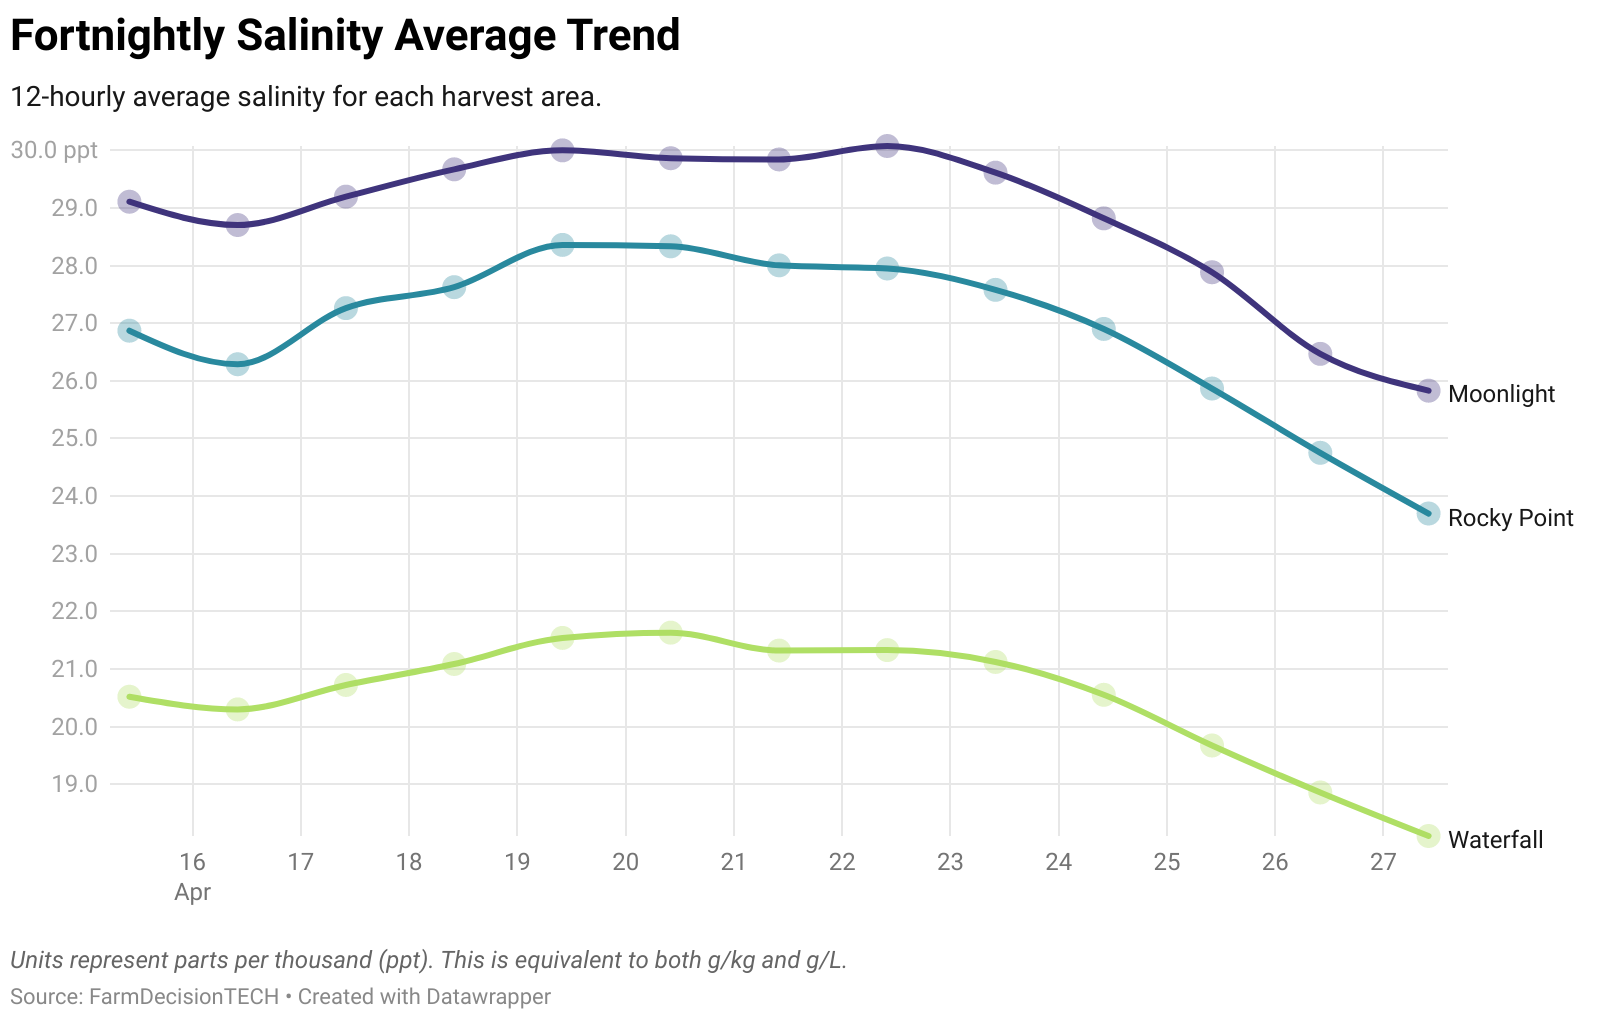 Fortnightly Salinity Average Trend
12-hourly average salinity for each harvest area.
30.0 ppt
29.0
28.0
27.0
26.0
25.0
24.0
23.0
22.0
21.0
20.0
19.0
Moonlight
Rocky Point
Waterfall
16 17 18 19 20 21 22 23 24 25 26 27
Apr
Units represent parts per thousand (ppt). This is equivalent to both g/kg and g/L.
Source: FarmDecisionTECH • Created with Datawrapper